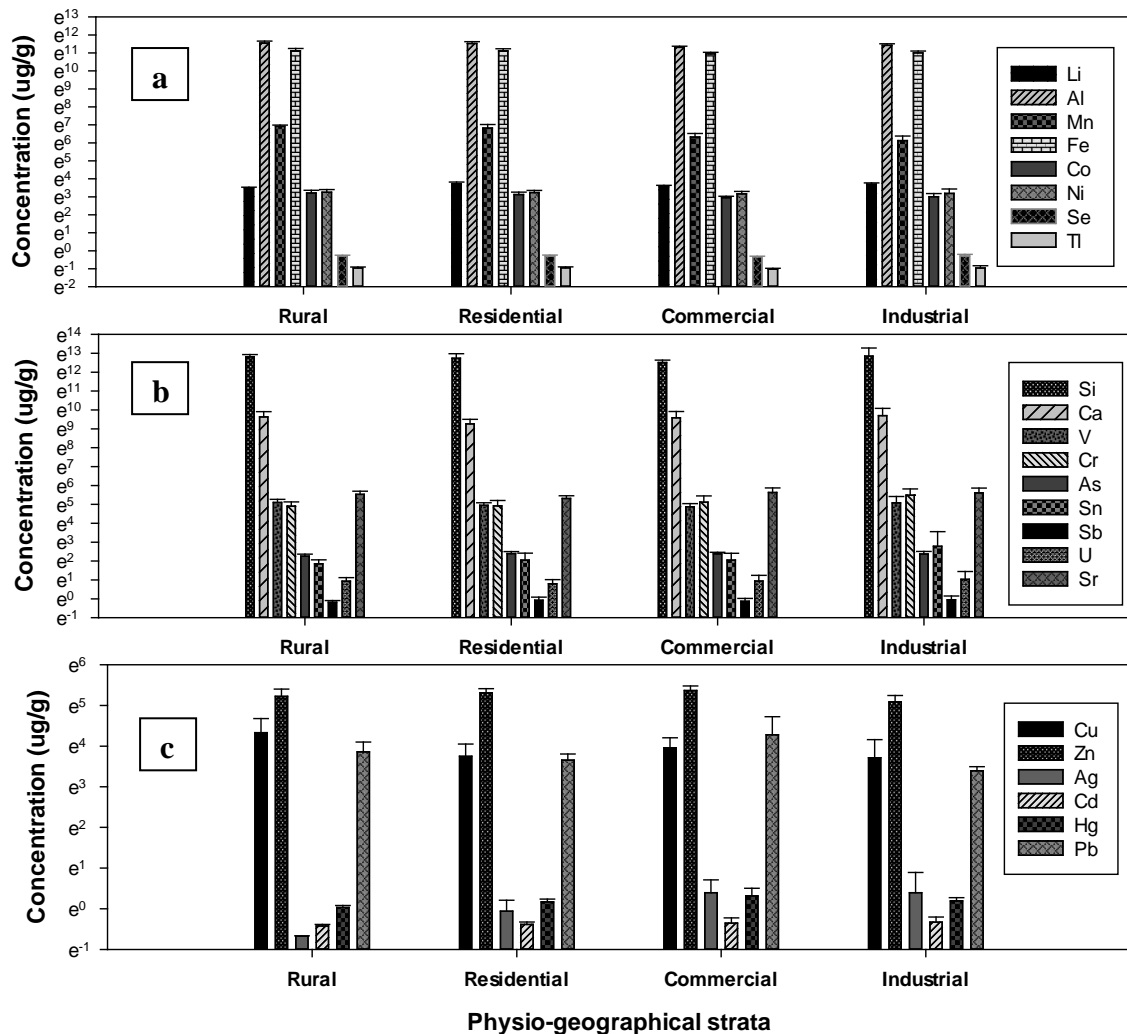 a
Concentration (ug/g)
e13
e12
e11
e10
e9
e8
e7
e6
e5
e4
e3
e2
e1
e0
e-1
e-2
Rural Residential Commercial Industrial
Li
Al
Mn
Fe
Co
Ni
Se
Tl
b
Concentration (ug/g)
e14
e13
e12
e11
e10
e9
e8
e7
e6
e5
e4
e3
e2
e1
e0
e-1
Rural Residential Commercial Industrial
Si
Ca
V
Cr
As
Sn
Sb
U
Sr
c
Concentration (ug/g)
e6
e5
e4
e3
e2
e1
e0
e-1
Rural Residential Commercial Industrial
Cu
Zn
Ag
Cd
Hg
Pb
Physio-geographical strata